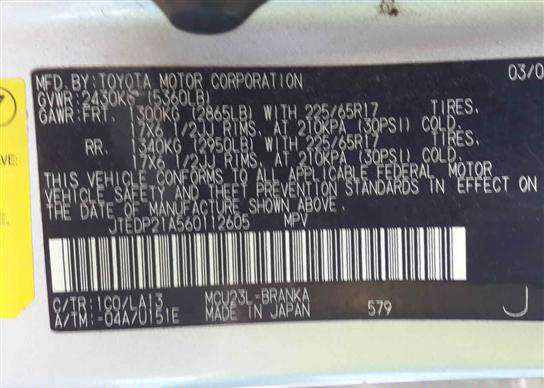 MFD.BY:TOYOTA MOTOR CORPORATION 03/0
GVWR:2430KG (5360LB)
GAWR:FRT. 1300KG (2865LB) WITH 225/65R17 TIRES,
17X6 1/2JJ RIMS, AT 210KPA (30PSI) COLD.
RR. 1340KG (2950LB) WITH 225/65R17 TIRES,
17X6 1/2JJ RIMS, AT 210KPA (30PSI) COLD.
THIS VEHICLE CONFORMS TO ALL APPLICABLE FEDERAL MOTOR
VEHICLE SAFETY AND THEFT PREVENTION STANDARDS IN EFFECT ON
THE DATE OF MANUFACTURE SHOWN ABOVE.
JTEDP21A560112605 MPV
C/TR:1C0/LA13 MCU23L-BRANKA
A/TM:-04A/U151E MADE IN JAPAN 579 J
VE: